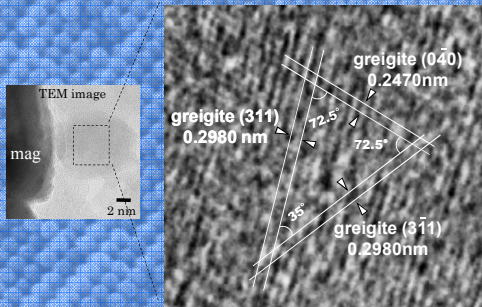 TEM image
mag
2 nm
greigite (04̅0)
0.2470nm
greigite (311)
0.2980 nm
72.5°
72.5°
35°
greigite (31̅1)
0.2980nm